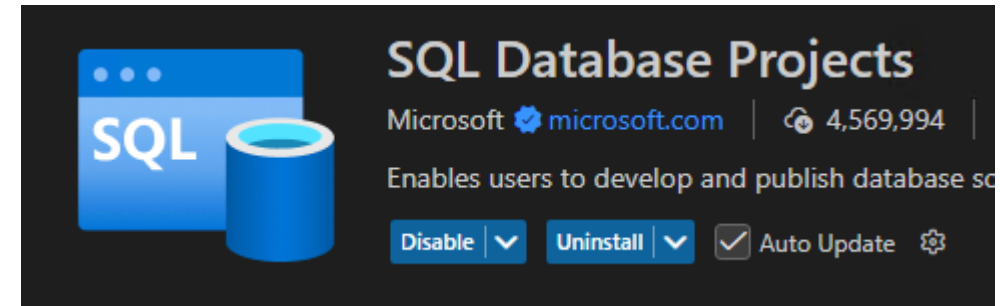 SQL
SQL Database Projects
Microsoft microsoft.com 4,569,994
Enables users to develop and publish database sc
Disable Uninstall Auto Update